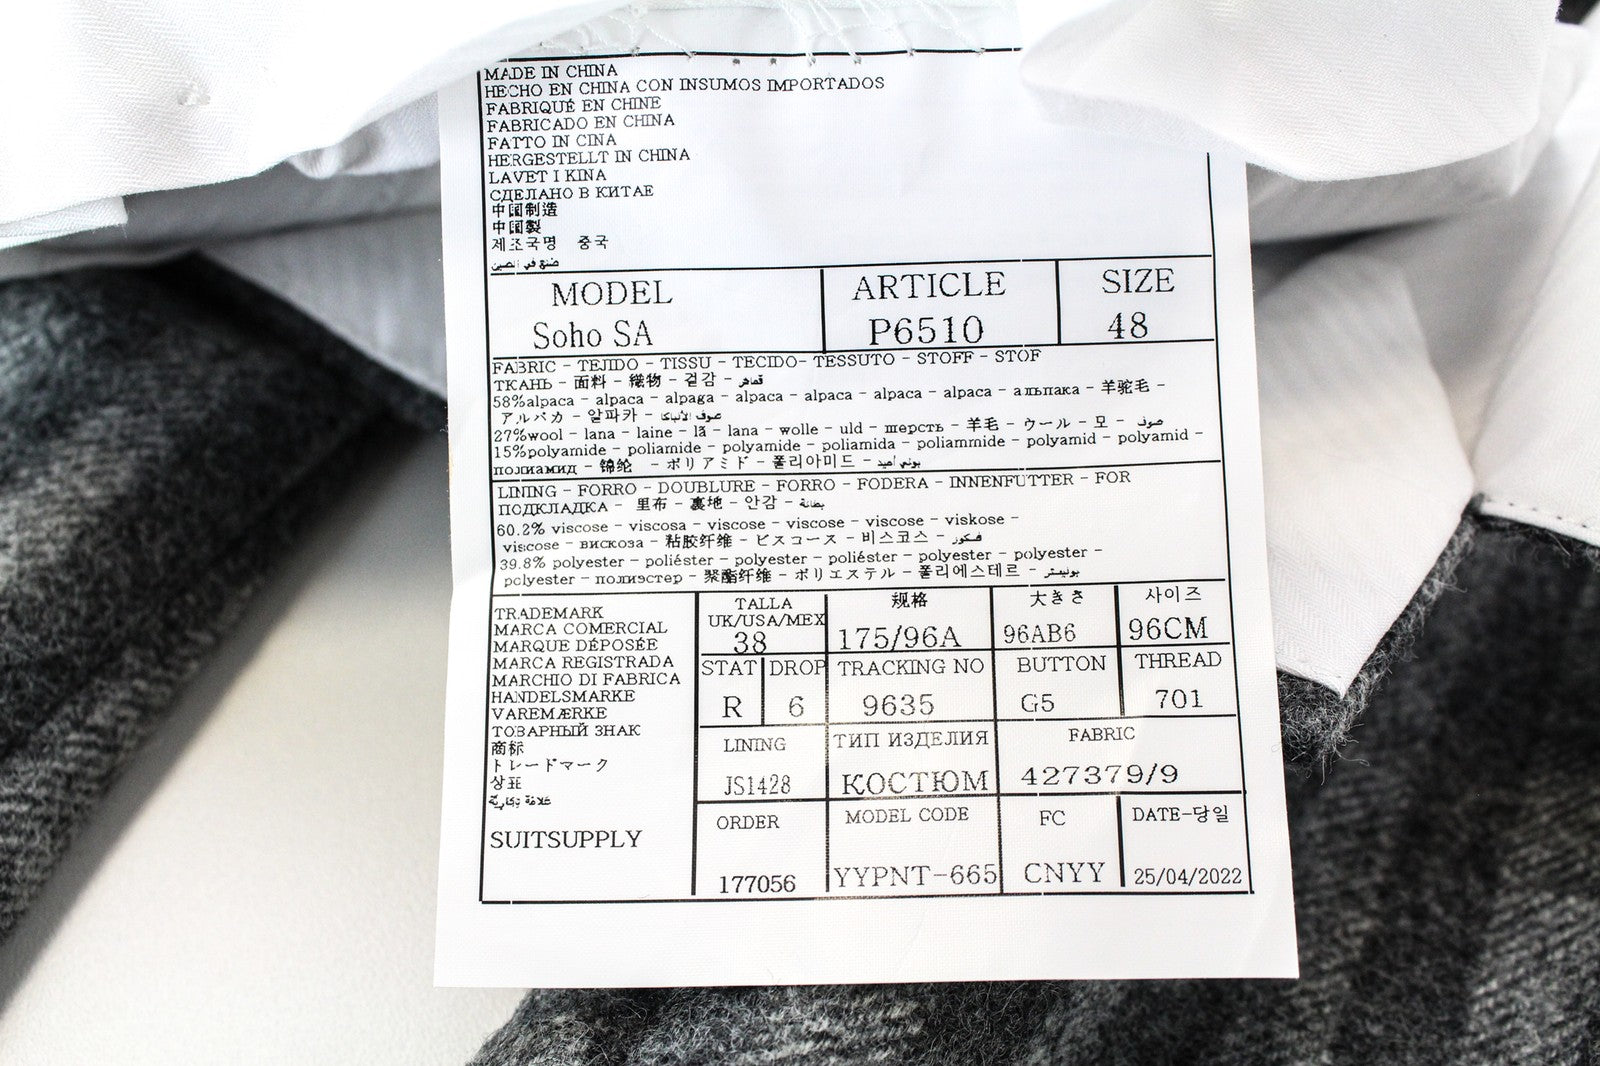 MADE IN CHINA
HECHO EN CHINA CON INSUMOS IMPORTADOS
FABRIQUÉ EN CHINE
FABRICADO EN CHINA
FATTO IN CINA
HERGESTELLT IN CHINA
LAVET I KINA
СДЕЛАНО В КИТАЕ
中国制造
中国製
제조국명 중국
صنع في الصين
MODEL
Soho SA
ARTICLE
P6510
SIZE
48
FABRIC - TEJIDO - TISSU - TECIDO- TESSUTO - STOFF - STOF
ТКАНЬ - 面料 - 織物 - 겉감 - قماش
58%alpaca - alpaca - alpaga - alpaca - alpaca - alpaca - alpaca - альпака - 羊驼毛 -
アルパカ - 알파카 - صوف الألباكا
27%wool - lana - laine - lã - lana - wolle - uld - шерсть - 羊毛 - ウール - 모 - صوف
15%polyamide - poliamide - polyamide - poliamida - poliammide - polyamid - polyamid -
полиамид - 锦纶 - ポリアミド - 폴리아미드 - بولي أميد
LINING - FORRO - DOUBLURE - FORRO - FODERA - INNENFUTTER - FOR
ПОДКЛАДКА - 里布 - 裏地 - 안감 - بطانة
60.2% viscose - viscosa - viscose - viscose - viscose - viskose -
viscose - вискоза - 粘胶纤维 - ビスコース - 비스코스 - فسكوز
39.8% polyester - poliéster - polyester - poliéster - polyester - polyester -
polyester - полиэстер - 聚酯纤维 - ポリエステル - 폴리에스테르 - بوليستر
TRADEMARK
MARCA COMERCIAL
MARQUE DÉPOSÉE
MARCA REGISTRADA
MARCHIO DI FABRICA
HANDELSMARKE
VAREMÆRKE
ТОВАРНЫЙ ЗНАК
商标
トレードマーク
상표
علامة تجارية
SUITSUPPLY
TALLA
UK/USA/MEX
38
规格
175/96A
大きさ
96AB6
사이즈
96CM
STAT
R
DROP
6
TRACKING NO
9635
BUTTON
G5
THREAD
701
LINING
JS1428
ТИП ИЗДЕЛИЯ
КОСТЮМ
FABRIC
427379/9
ORDER
177056
MODEL CODE
YYPNT-665
FC
CNYY
DATE-당일
25/04/2022